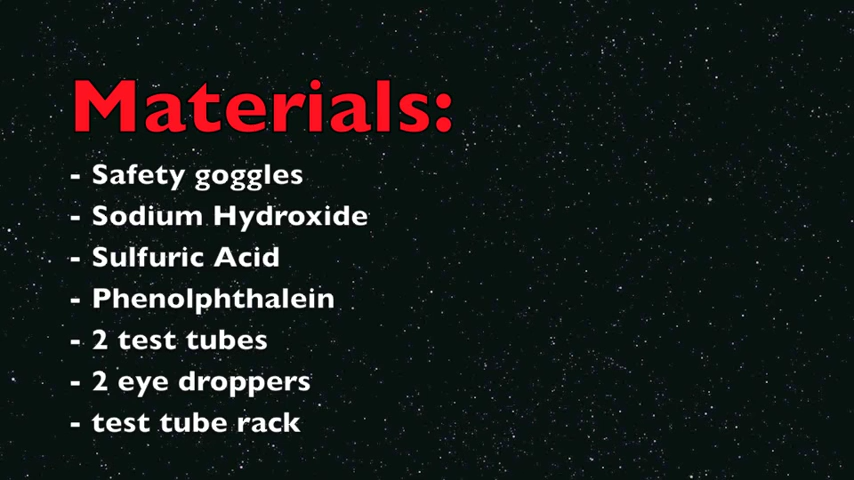 Materials:
- Safety goggles
- Sodium Hydroxide
- Sulfuric Acid
- Phenolphthalein
- 2 test tubes
- 2 eye droppers
- test tube rack